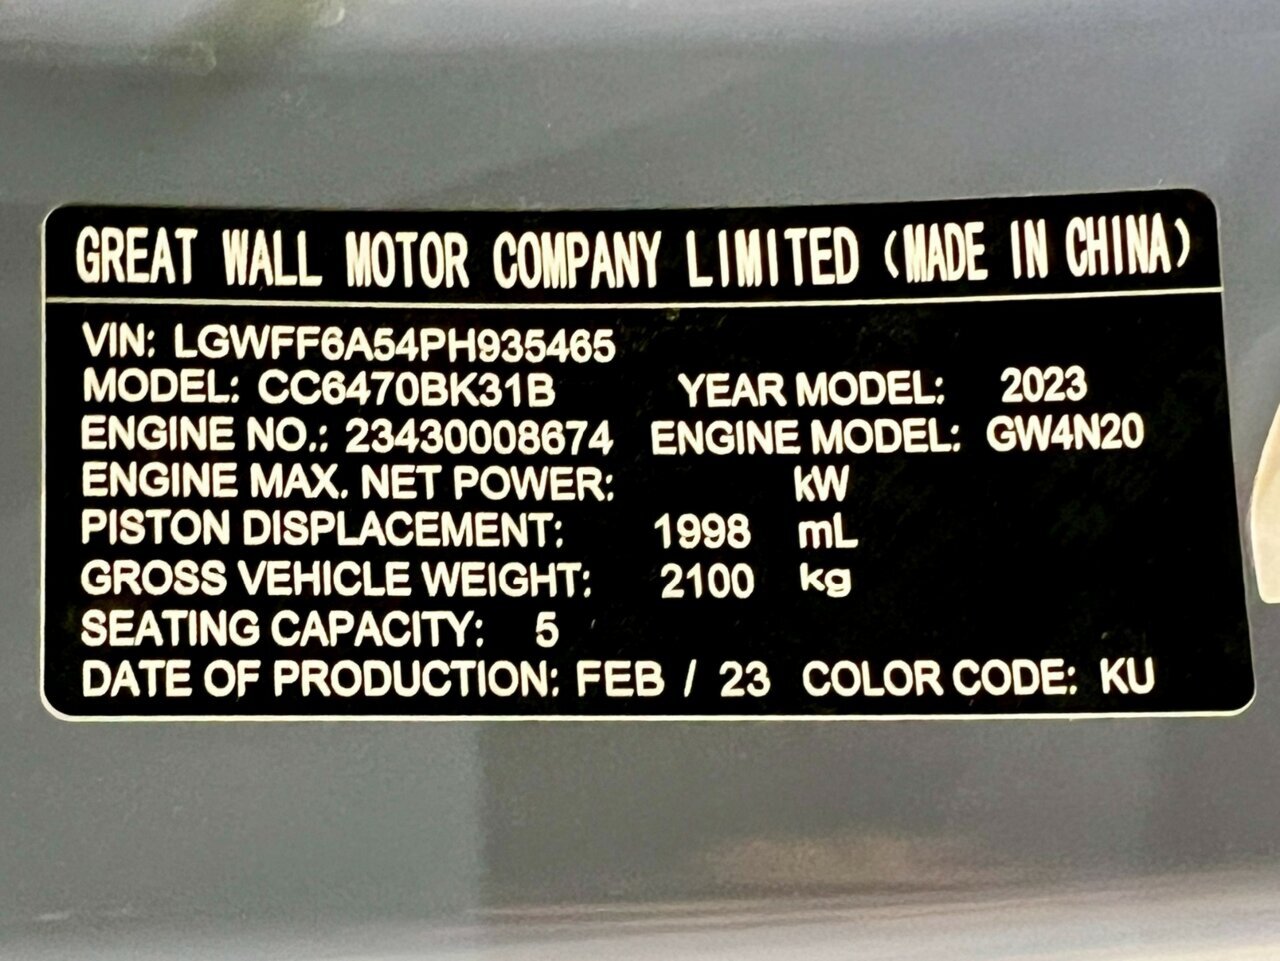 GREAT WALL MOTOR COMPANY LIMITED (MADE IN CHINA)
VIN: LGWFF6A54PH935465
MODEL: CC6470BK31B YEAR MODEL: 2023
ENGINE NO.: 23430008674 ENGINE MODEL: GW4N20
ENGINE MAX. NET POWER: kW
PISTON DISPLACEMENT: 1998 mL
GROSS VEHICLE WEIGHT: 2100 kg
SEATING CAPACITY: 5
DATE OF PRODUCTION: FEB / 23 COLOR CODE: KU